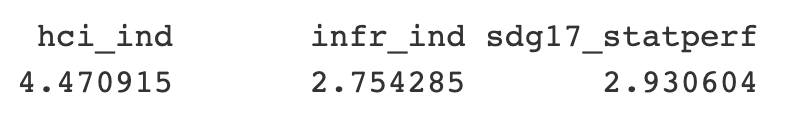 hci_ind infr_ind sdg17_statperf
4.470915 2.754285 2.930604